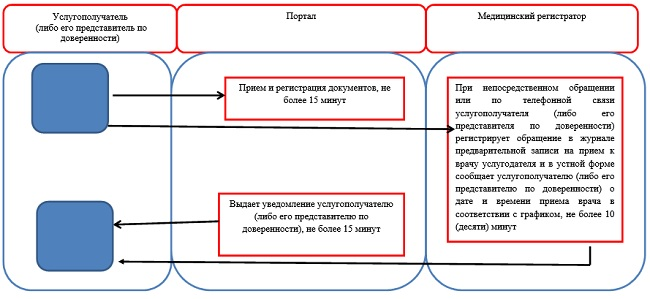 Услугополучатель
(либо его представитель по
доверенности)
Портал
Медицинский регистратор
Прием и регистрация документов, не
более 15 минут
При непосредственном обращении
или по телефонной связи
услугополучателя (либо его
представителя по доверенности)
регистрирует обращение в журнале
предварительной записи на прием к
врачу услугодателя и в устной форме
сообщает услугополучателю (либо его
представителю по доверенности) о
дате и времени приема врача в
соответствии с графиком, не более 10
(десяти) минут
Выдает уведомление услугополучателю
(либо его представителю по
доверенности), не более 15 минут